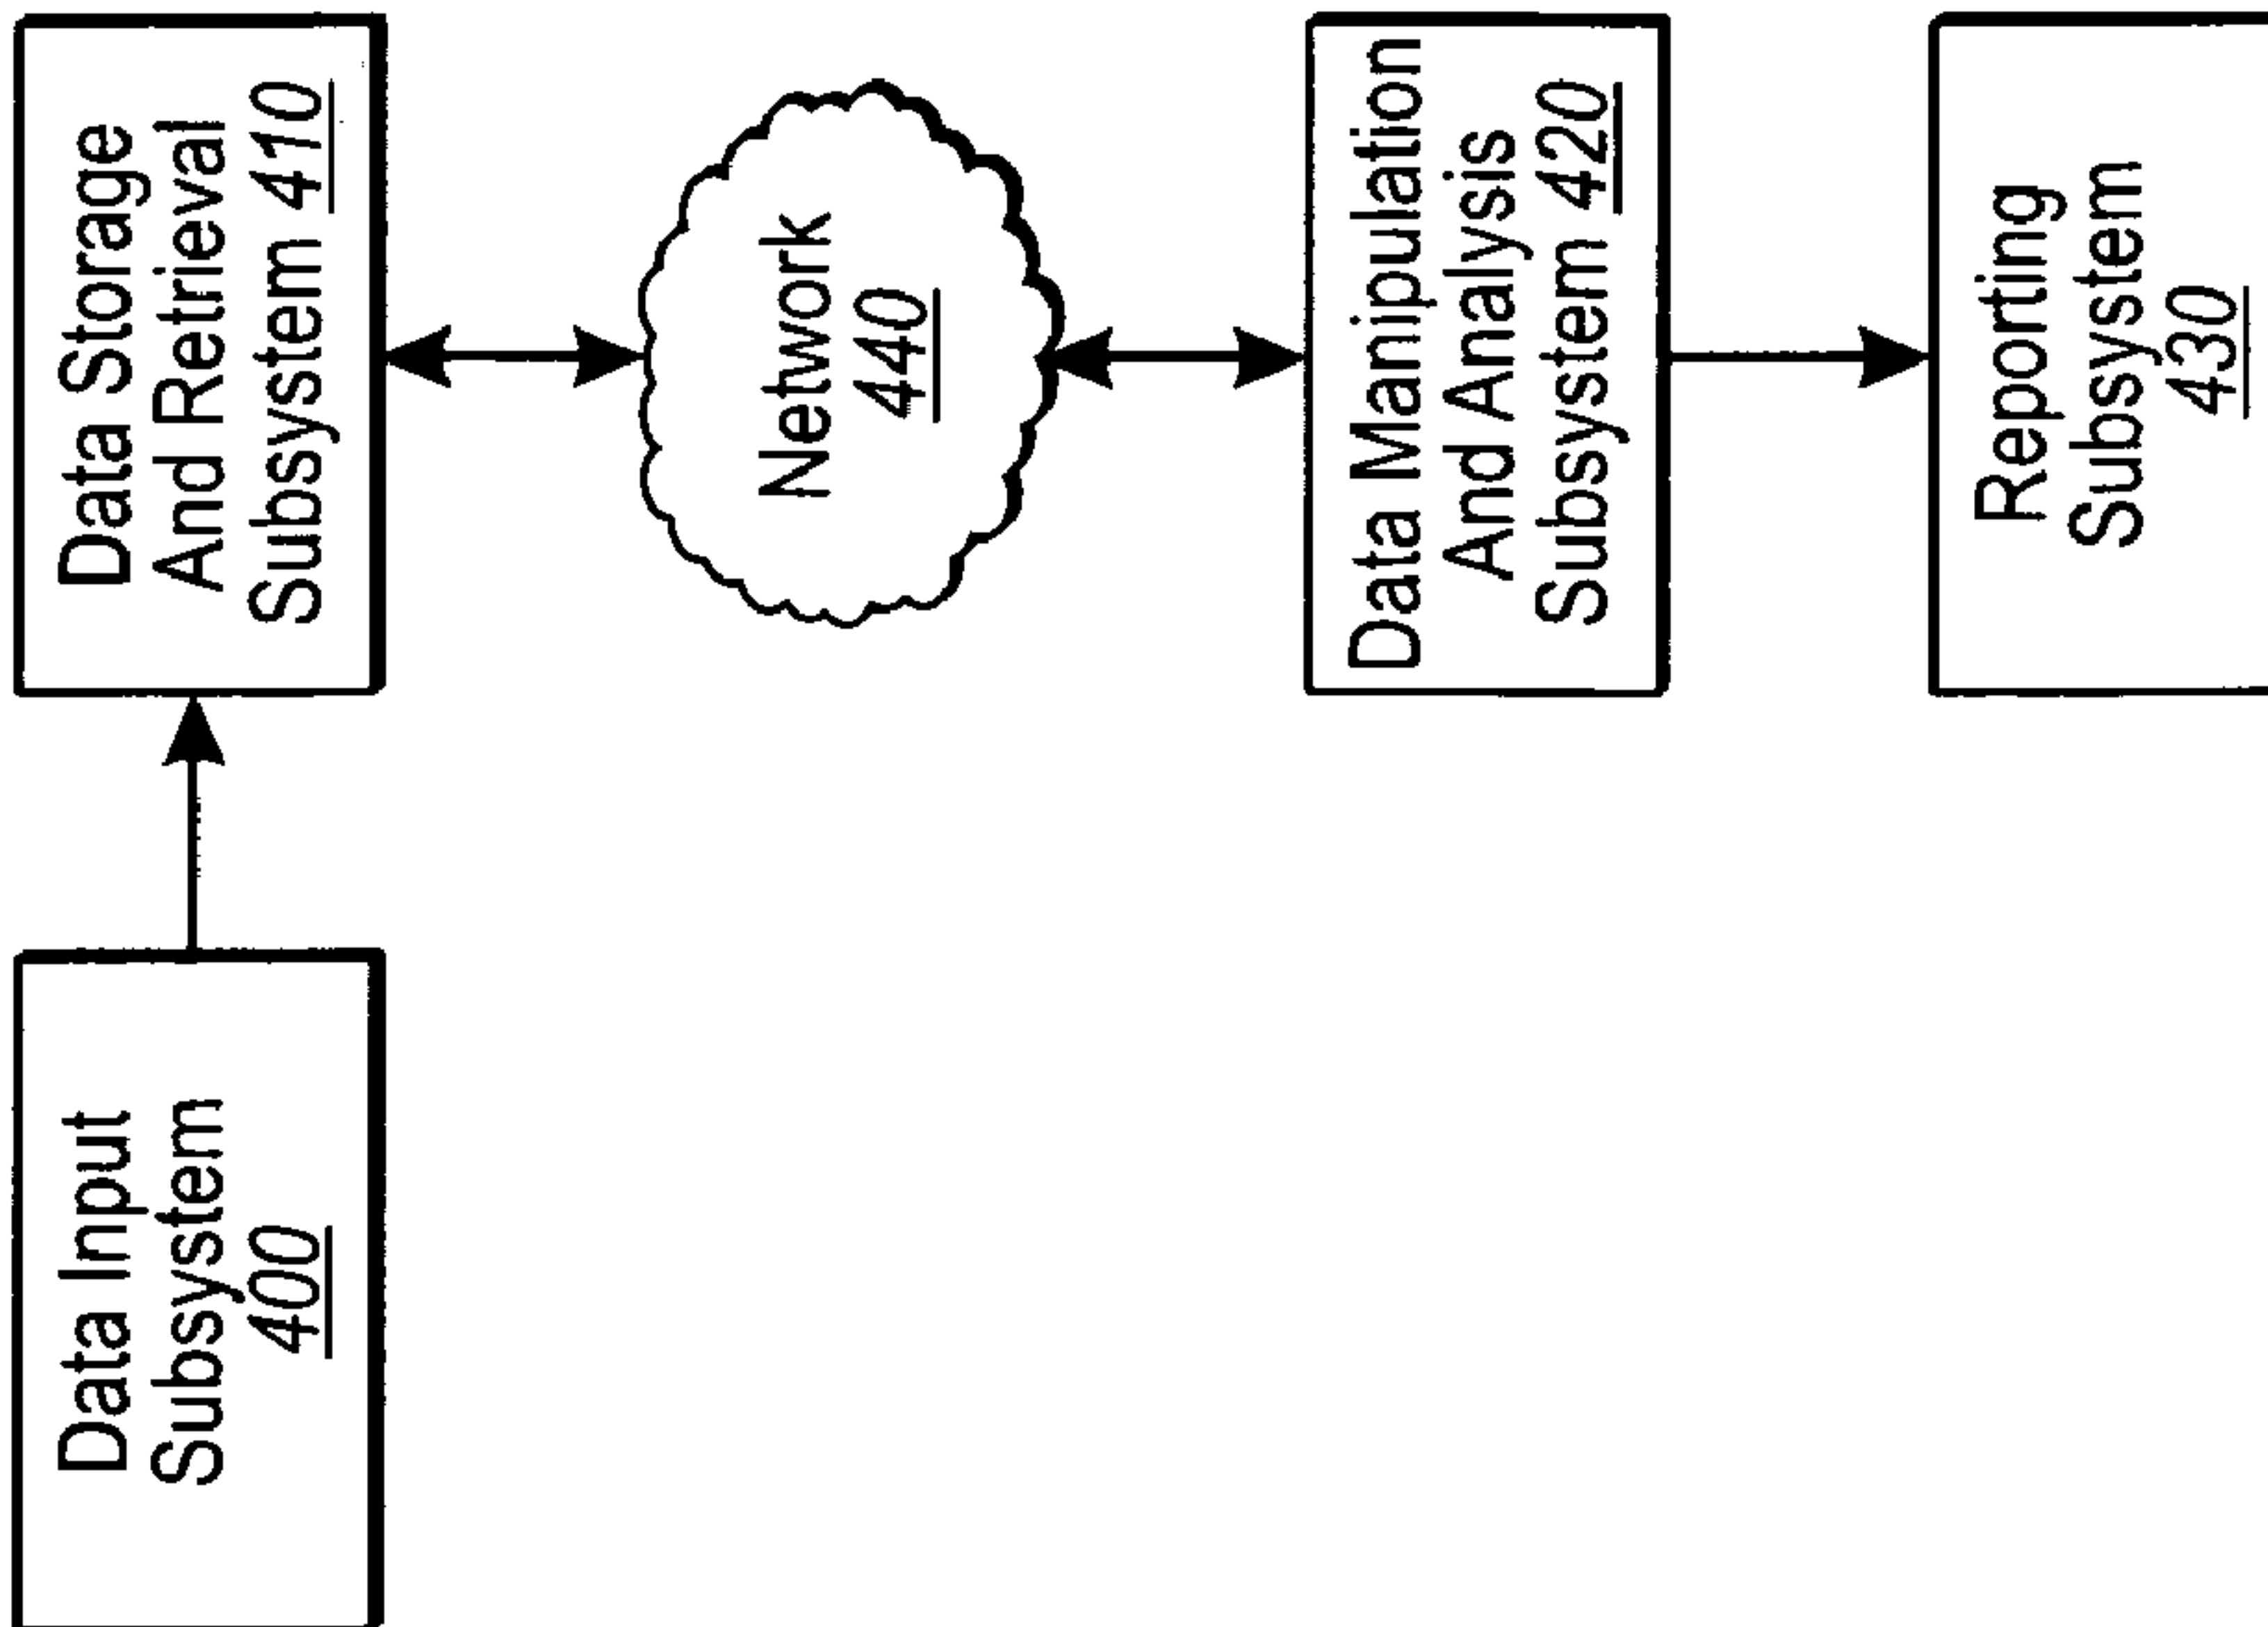 Data Input
Subsystem
400
Data Storage
And Retrieval
Subsystem 410
Network
440
Data Manipulation
And Analysis
Subsystem 420
Reporting
Subsystem
430